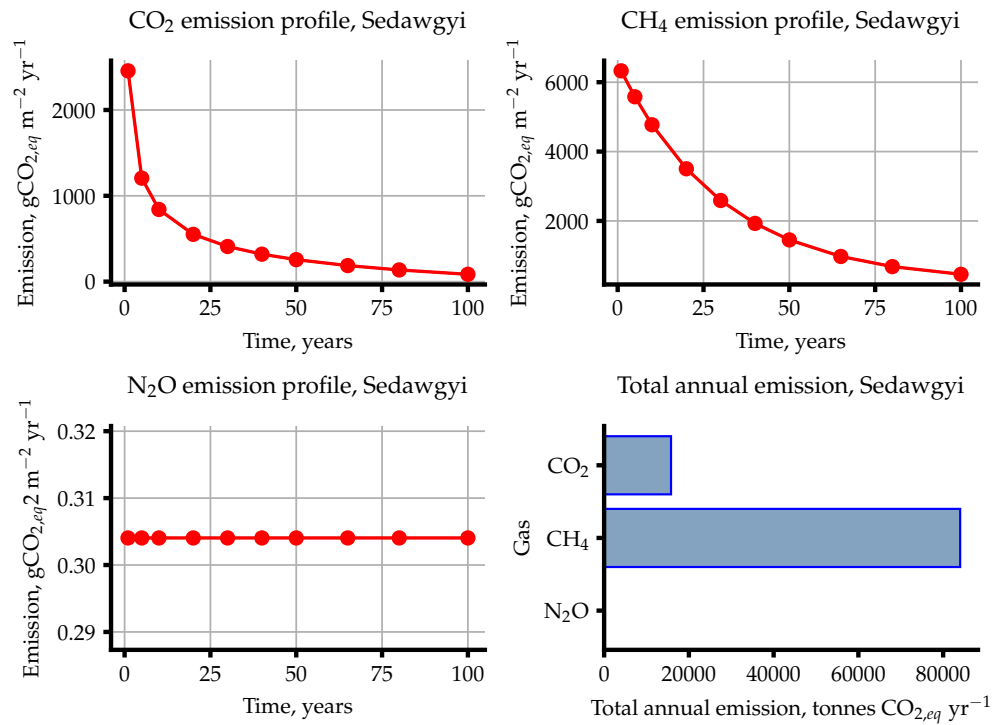 CO₂ emission profile, Sedawgyi
Emission, gCO₂,eq m⁻² yr⁻¹
2000
1000
0
0 25 50 75 100
Time, years
CH₄ emission profile, Sedawgyi
Emission, gCO₂,eq m⁻² yr⁻¹
6000
4000
2000
0 25 50 75 100
Time, years
N₂O emission profile, Sedawgyi
Emission, gCO₂,eq2 m⁻² yr⁻¹
0.32
0.31
0.30
0.29
0 25 50 75 100
Time, years
Total annual emission, Sedawgyi
Gas
CO₂
CH₄
N₂O
0 20000 40000 60000 80000
Total annual emission, tonnes CO₂,eq yr⁻¹